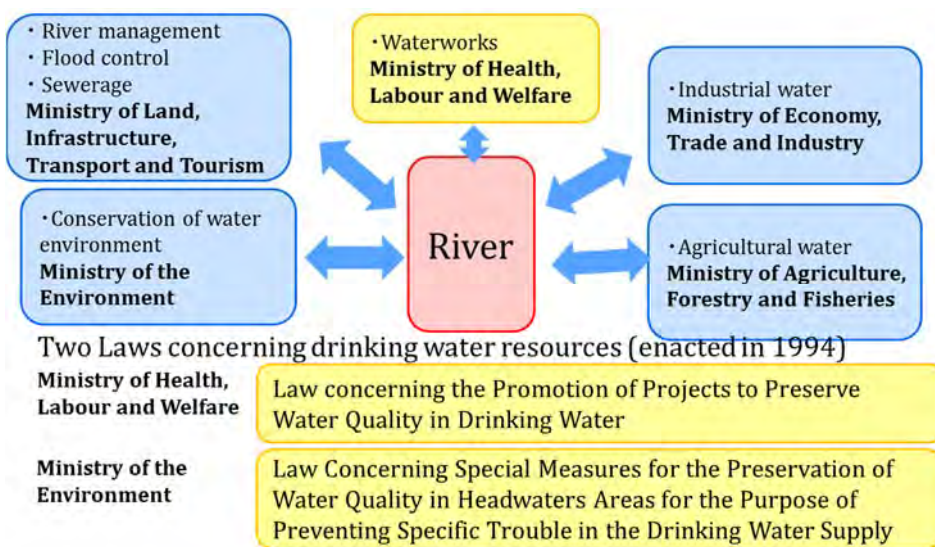 ・River management
・Flood control
・Sewerage
Ministry of Land,
Infrastructure,
Transport and Tourism
・Waterworks
Ministry of Health,
Labour and Welfare
・Industrial water
Ministry of Economy,
Trade and Industry
・Conservation of water
environment
Ministry of the
Environment
River
・Agricultural water
Ministry of Agriculture,
Forestry and Fisheries
Two Laws concerning drinking water resources (enacted in 1994)
Ministry of Health,
Labour and Welfare
Law concerning the Promotion of Projects to Preserve
Water Quality in Drinking Water
Ministry of the
Environment
Law Concerning Special Measures for the Preservation of
Water Quality in Headwaters Areas for the Purpose of
Preventing Specific Trouble in the Drinking Water Supply